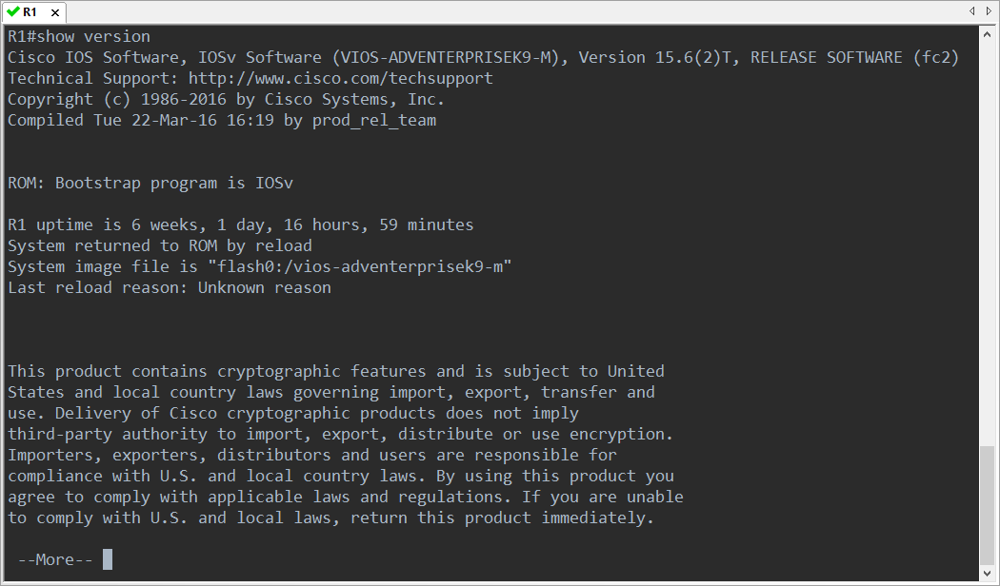 R1
R1#show version
Cisco IOS Software, IOSv Software (VIOS-ADVENTERPRISEK9-M), Version 15.6(2)T, RELEASE SOFTWARE (fc2)
Technical Support: http://www.cisco.com/techsupport
Copyright (c) 1986-2016 by Cisco Systems, Inc.
Compiled Tue 22-Mar-16 16:19 by prod_rel_team
ROM: Bootstrap program is IOSv
R1 uptime is 6 weeks, 1 day, 16 hours, 59 minutes
System returned to ROM by reload
System image file is "flash0:/vios-adventerprisek9-m"
Last reload reason: Unknown reason
This product contains cryptographic features and is subject to United
States and local country laws governing import, export, transfer and
use. Delivery of Cisco cryptographic products does not imply
third-party authority to import, export, distribute or use encryption.
Importers, exporters, distributors and users are responsible for
compliance with U.S. and local country laws. By using this product you
agree to comply with applicable laws and regulations. If you are unable
to comply with U.S. and local laws, return this product immediately.
--More--